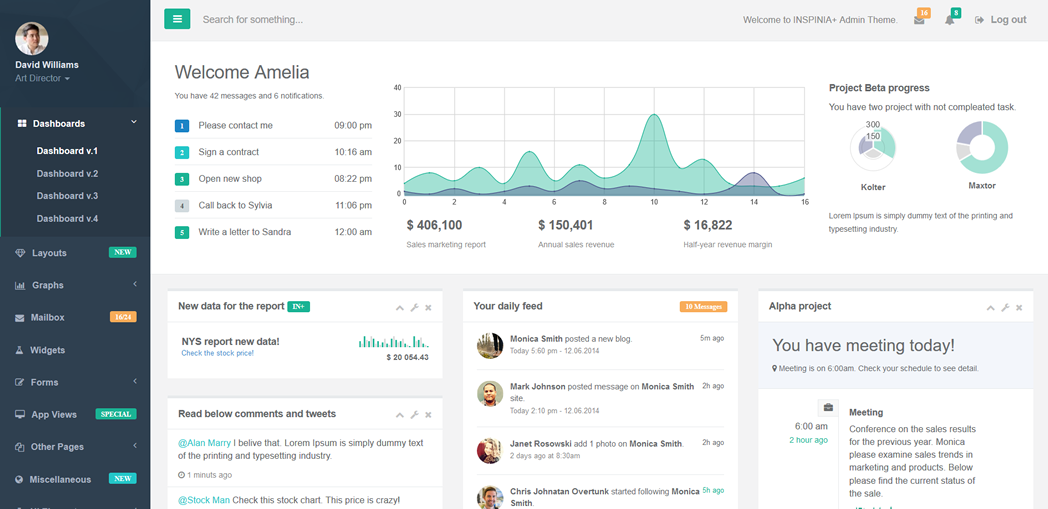 Search for something...
Welcome to INSPINIA+ Admin Theme.
16
8
Log out
David Williams
Art Director
Dashboards
Dashboard v.1
Dashboard v.2
Dashboard v.3
Dashboard v.4
Layouts NEW
Graphs
Mailbox 16/24
Widgets
Forms
App Views SPECIAL
Other Pages
Miscellaneous NEW
Welcome Amelia
You have 42 messages and 6 notifications.
1 Please contact me 09:00 pm
2 Sign a contract 10:16 am
3 Open new shop 08:22 pm
4 Call back to Sylvia 11:06 pm
5 Write a letter to Sandra 12:00 am
40
30
20
10
0
0 2 4 6 8 10 12 14 16
$ 406,100
Sales marketing report
$ 150,401
Annual sales revenue
$ 16,822
Half-year revenue margin
Project Beta progress
You have two project with not compleated task.
300
150
Kolter
Maxtor
Lorem Ipsum is simply dummy text of the printing and
typesetting industry.
New data for the report IN+
NYS report new data!
Check the stock price!
$ 20 054.43
Read below comments and tweets
@Alan Marry I belive that. Lorem Ipsum is simply dummy text
of the printing and typesetting industry.
1 minuts ago
@Stock Man Check this stock chart. This price is crazy!
Your daily feed 10 Messages
Monica Smith posted a new blog. 5m ago
Today 5:60 pm - 12.06.2014
Mark Johnson posted message on Monica Smith 2h ago
site.
Today 2:10 pm - 12.06.2014
Janet Rosowski add 1 photo on Monica Smith. 2h ago
2 days ago at 8:30am
Chris Johnatan Overtunk started following Monica 5h ago
Smith.
Alpha project
You have meeting today!
Meeting is on 6:00am. Check your schedule to see detail.
6:00 am
2 hour ago
Meeting
Conference on the sales results
for the previous year. Monica
please examine sales trends in
marketing and products. Below
please find the current status of
the sale.